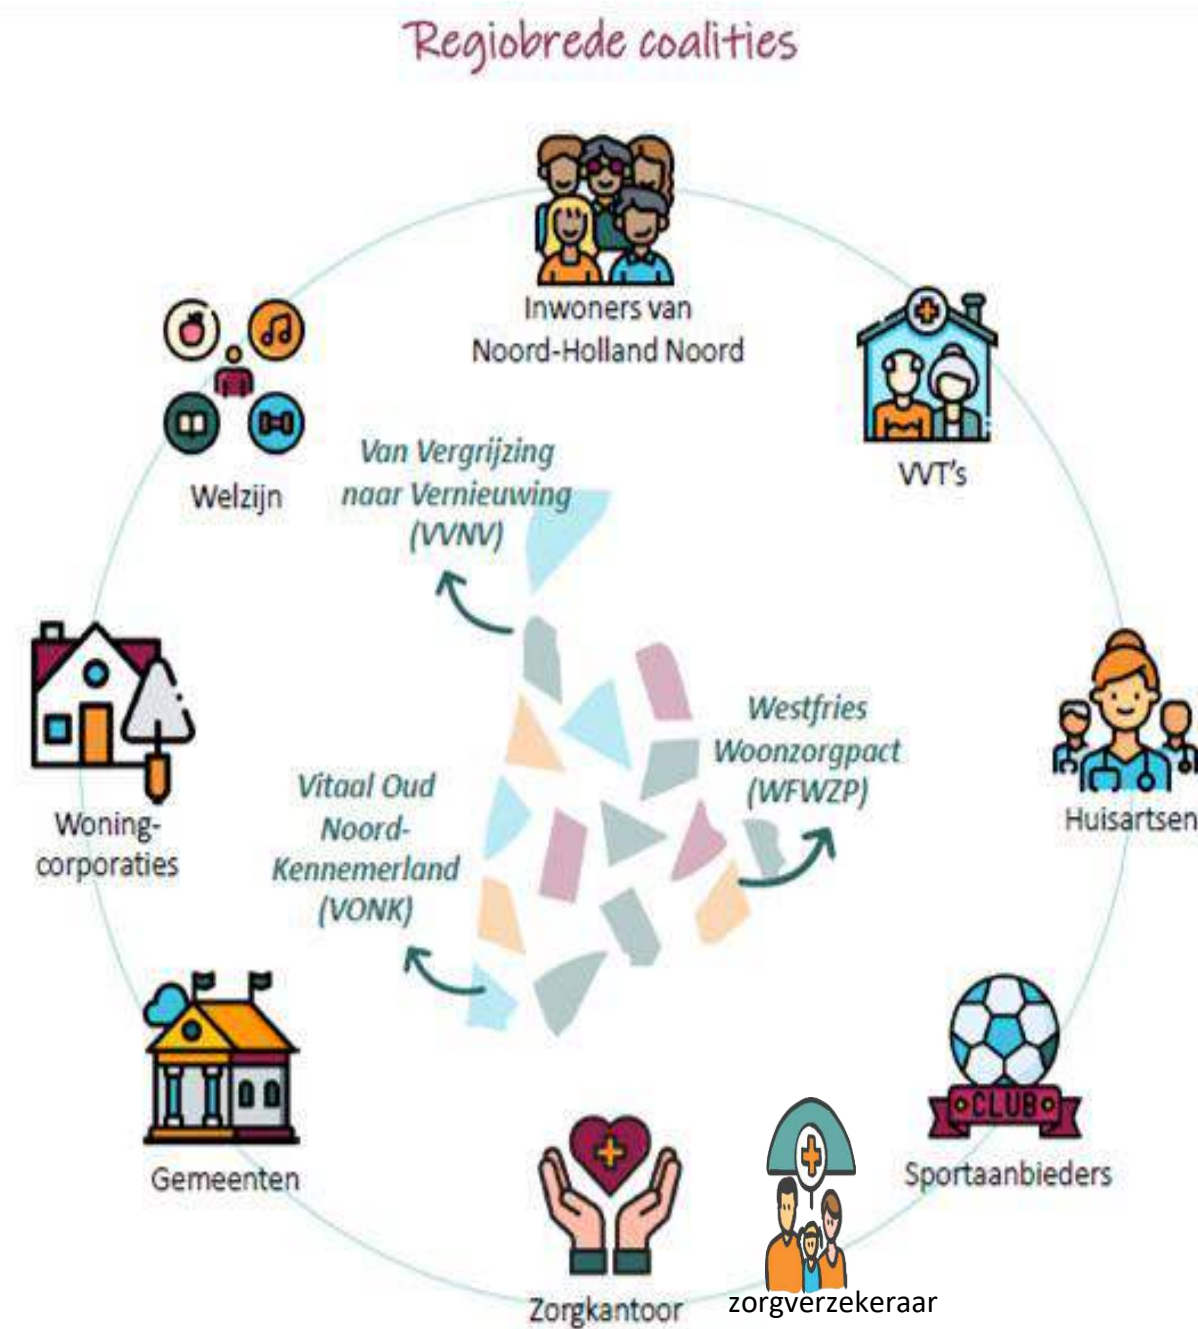 Regiobrede coalities
Inwoners van
Noord-Holland Noord
VVT's
Welzijn
Van Vergrijzing
naar Vernieuwing
(VVNV)
Westfries
Woonzorgpact
(WFWZP)
Huisartsen
Woning-
corporaties
Vitaal Oud
Noord-
Kennemerland
(VONK)
Gemeenten
CLUB
Sportaanbieders
Zorgkantoor
zorgverzekeraar